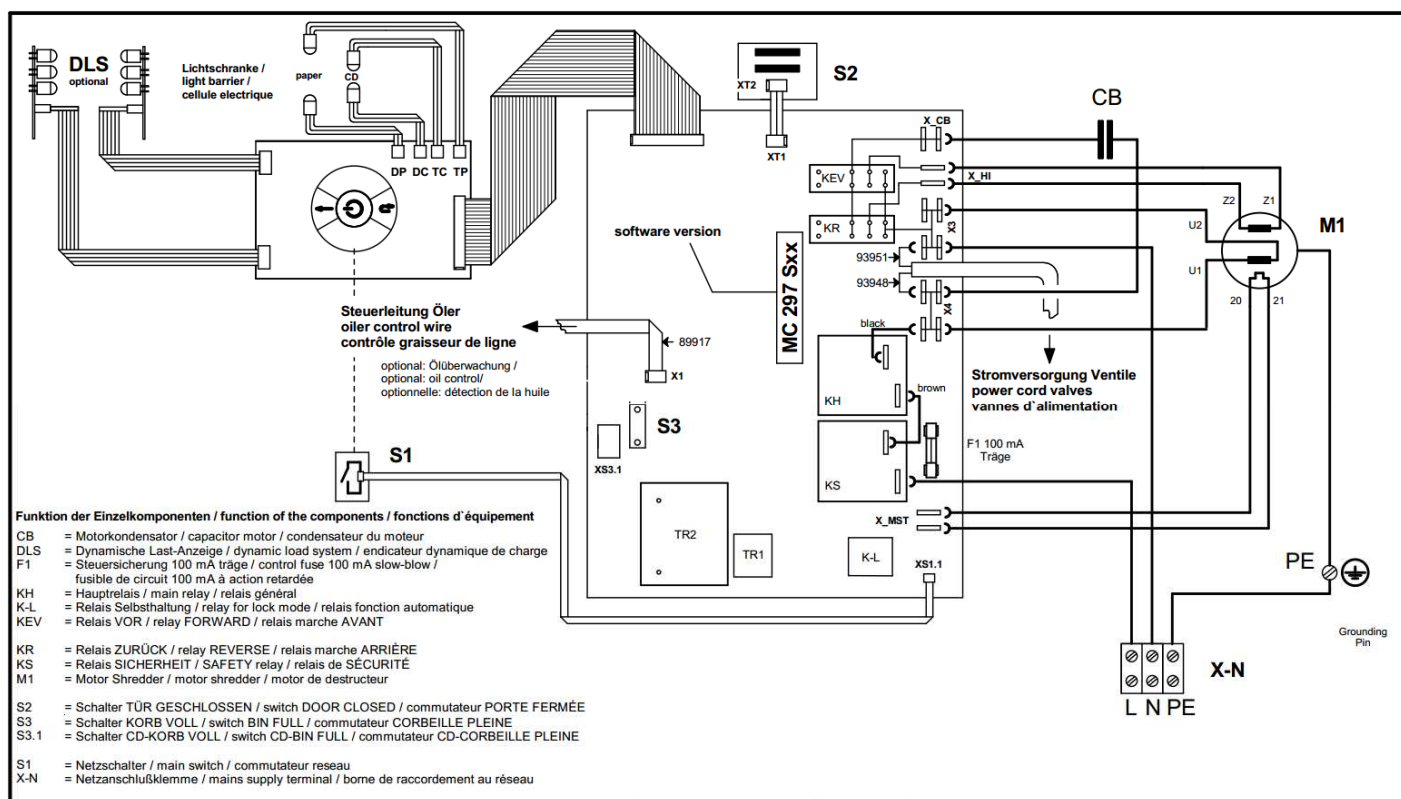 DLS
optional
Lichtschranke /
light barrier /
cellule electrique
paper
CD
DP DC TC TP
XT2
S2
XT1
X_CB
CB
KEV
X_HI
KR
X3
Z2
Z1
U2
M1
U1
20
21
software version
MC 297 Sxx
93951
93948
X4
black
Steuerleitung Öler
oiler control wire
contrôle graisseur de ligne
89917
optional: Ölüberwachung /
optional: oil control/
optionnelle: détection de la huile
X1
Stromversorgung Ventile
power cord valves
vannes d`alimentation
brown
KH
S3
XS3.1
F1 100 mA
Träge
KS
S1
X_MST
TR2
TR1
K-L
XS1.1
PE
Grounding
Pin
X-N
L N PE
Funktion der Einzelkomponenten / function of the components / fonctions d`équipement
CB = Motorkondensator / capacitor motor / condensateur du moteur
DLS = Dynamische Last-Anzeige / dynamic load system / endicateur dynamique de charge
F1 = Steuersicherung 100 mA träge / control fuse 100 mA slow-blow /
fusible de circuit 100 mA à action retardée
KH = Hauptrelais / main relay / relais général
K-L = Relais Selbsthaltung / relay for lock mode / relais fonction automatique
KEV = Relais VOR / relay FORWARD / relais marche AVANT
KR = Relais ZURÜCK / relay REVERSE / relais marche ARRIÈRE
KS = Relais SICHERHEIT / SAFETY relay / relais de SÉCURITÉ
M1 = Motor Shredder / motor shredder / motor de destructeur
S2 = Schalter TÜR GESCHLOSSEN / switch DOOR CLOSED / commutateur PORTE FERMÉE
S3 = Schalter KORB VOLL / switch BIN FULL / commutateur CORBEILLE PLEINE
S3.1 = Schalter CD-KORB VOLL / switch CD-BIN FULL / commutateur CD-CORBEILLE PLEINE
S1 = Netzschalter / main switch / commutateur reseau
X-N = Netzanschlußklemme / mains supply terminal / borne de raccordement au réseau